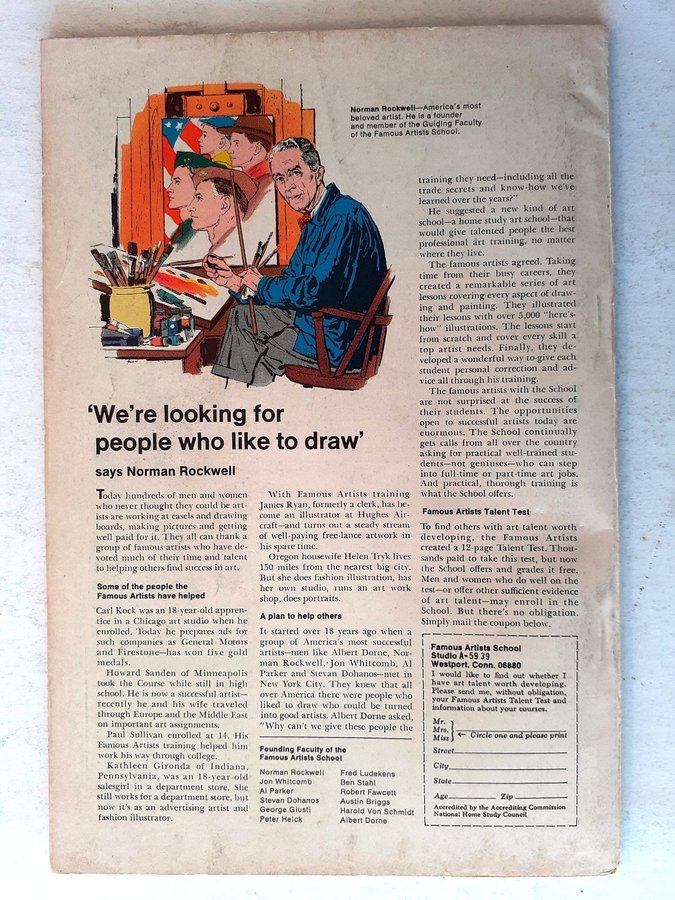 Norman Rockwell—America's most
beloved artist. He is a founder
and member of the Guiding Faculty
of the Famous Artists School.
'We're looking for
people who like to draw'
says Norman Rockwell
Today hundreds of men and women
who never thought they could be art-
ists are working at easels and drawing
boards, making pictures and getting
well paid for it. They all can thank a
group of famous artists who have de-
voted much of their time and talent
to helping others find success in art.
Some of the people the
Famous Artists have helped
Carl Kock was an 18-year-old appren-
tice in a Chicago art studio when he
enrolled. Today he prepares ads for
such companies as General Motors
and Firestone—has won five gold
medals.
Howard Sanden of Minneapolis
took the Course while still in high
school. He is now a successful artist—
recently he and his wife traveled
through Europe and the Middle East
on important art assignments.
Paul Sullivan enrolled at 14. His
Famous Artists training helped him
work his way through college.
Kathleen Gironda of Indiana,
Pennsylvania, was an 18-year-old
salesgirl in a department store. She
still works for a department store, but
now it's as an advertising artist and
fashion illustrator.
With Famous Artists training
James Ryan, formerly a clerk, has be-
come an illustrator at Hughes Air-
craft—and turns out a steady stream
of well-paying free-lance artwork in
his spare time.
Oregon housewife Helen Tryk lives
150 miles from the nearest big city.
But she does fashion illustration, has
her own studio, runs an art work
shop, does portraits.
A plan to help others
It started over 18 years ago when a
group of America's most successful
artists—men like Albert Dorne, Nor-
man Rockwell, Jon Whitcomb, Al
Parker and Stevan Dohanos—met in
New York City. They knew that all
over America there were people who
liked to draw who could be turned
into good artists. Albert Dorne asked,
"Why can't we give these people the
Founding Faculty of the
Famous Artists School
Norman Rockwell
Jon Whitcomb
Al Parker
Stevan Dohanos
George Giusti
Peter Helck
Fred Ludekens
Ben Stahl
Robert Fawcett
Austin Briggs
Harold Von Schmidt
Albert Dorne
training they need—including all the
trade secrets and know-how we've
learned over the years?"
He suggested a new kind of art
school—a home study art school—that
would give talented people the best
professional art training, no matter
where they live.
The famous artists agreed. Taking
time from their busy careers, they
created a remarkable series of art
lessons covering every aspect of draw-
ing and painting. They illustrated
their lessons with over 5,000 "here's-
how" illustrations. The lessons start
from scratch and cover every skill a
top artist needs. Finally, they de-
veloped a wonderful way to give each
student personal correction and ad-
vice all through his training.
The famous artists with the School
are not surprised at the success of
their students. The opportunities
open to successful artists today are
enormous. The School continually
gets calls from all over the country
asking for practical well-trained stu-
dents—not geniuses—who can step
into full-time or part-time art jobs.
And practical, thorough training is
what the School offers.
Famous Artists Talent Test
To find others with art talent worth
developing, the Famous Artists
created a 12-page Talent Test. Thou-
sands paid to take this test, but now
the School offers and grades it free.
Men and women who do well on the
test—or offer other sufficient evidence
of art talent—may enroll in the
School. But there's no obligation.
Simply mail the coupon below.
Famous Artists School
Studio A-5939
Westport, Conn. 06880
I would like to find out whether I
have art talent worth developing.
Please send me, without obligation,
your Famous Artists Talent Test and
information about your courses.
Mr.
Mrs.
Miss
Circle one and please print
Street
City
State
Age Zip
Accredited by the Accrediting Commission
National Home Study Council